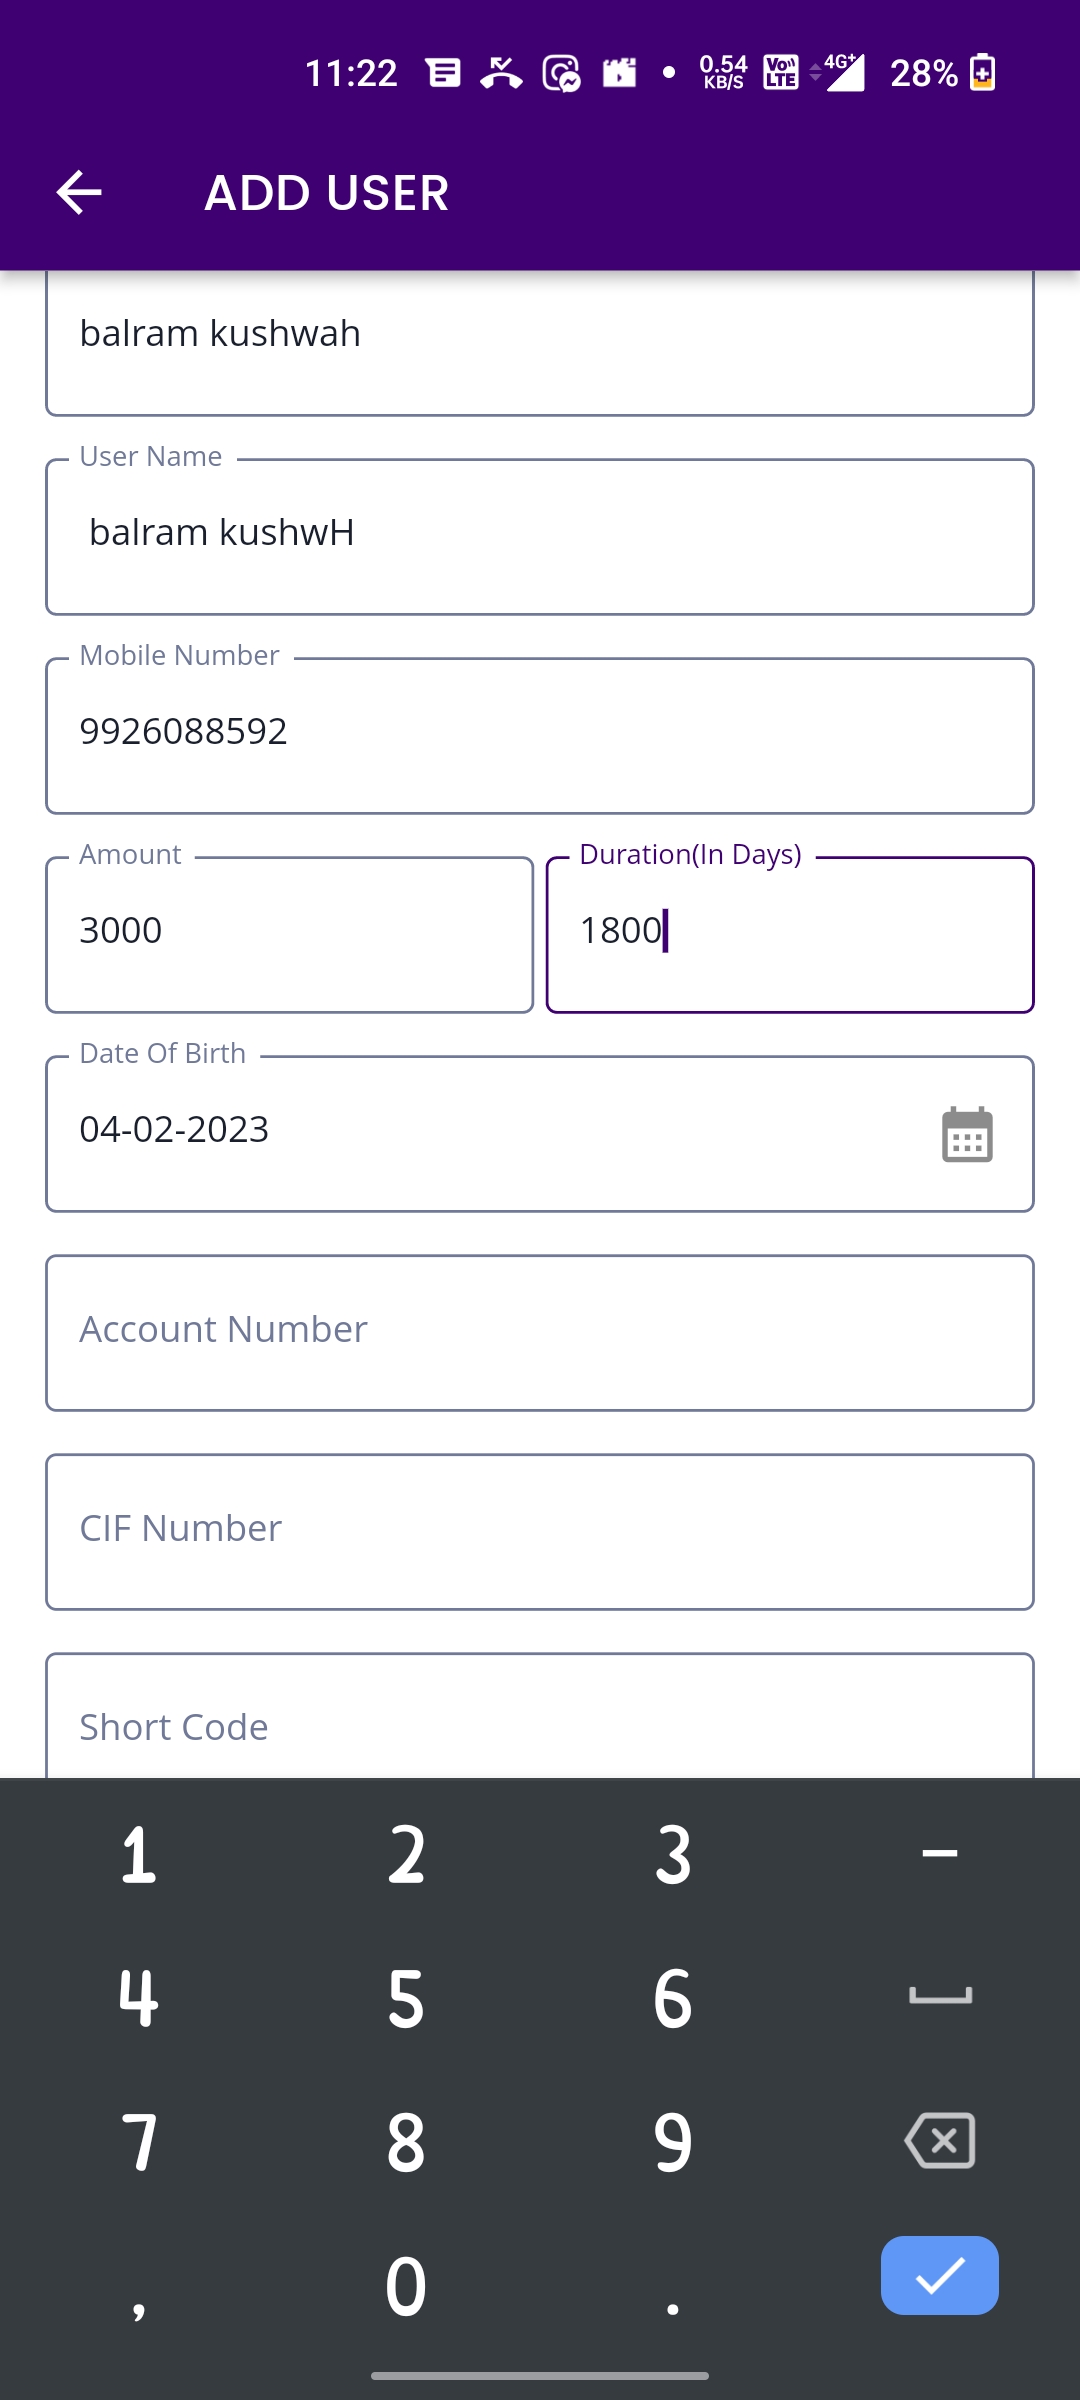 11:22 0.54 KB/S VoLTE 4G+ 28%
ADD USER
balram kushwah
User Name
balram kushwH
Mobile Number
9926088592
Amount Duration(In Days)
3000 1800
Date Of Birth
04-02-2023
Account Number
CIF Number
Short Code
1 2 3 –
4 5 6
7 8 9
, 0 .